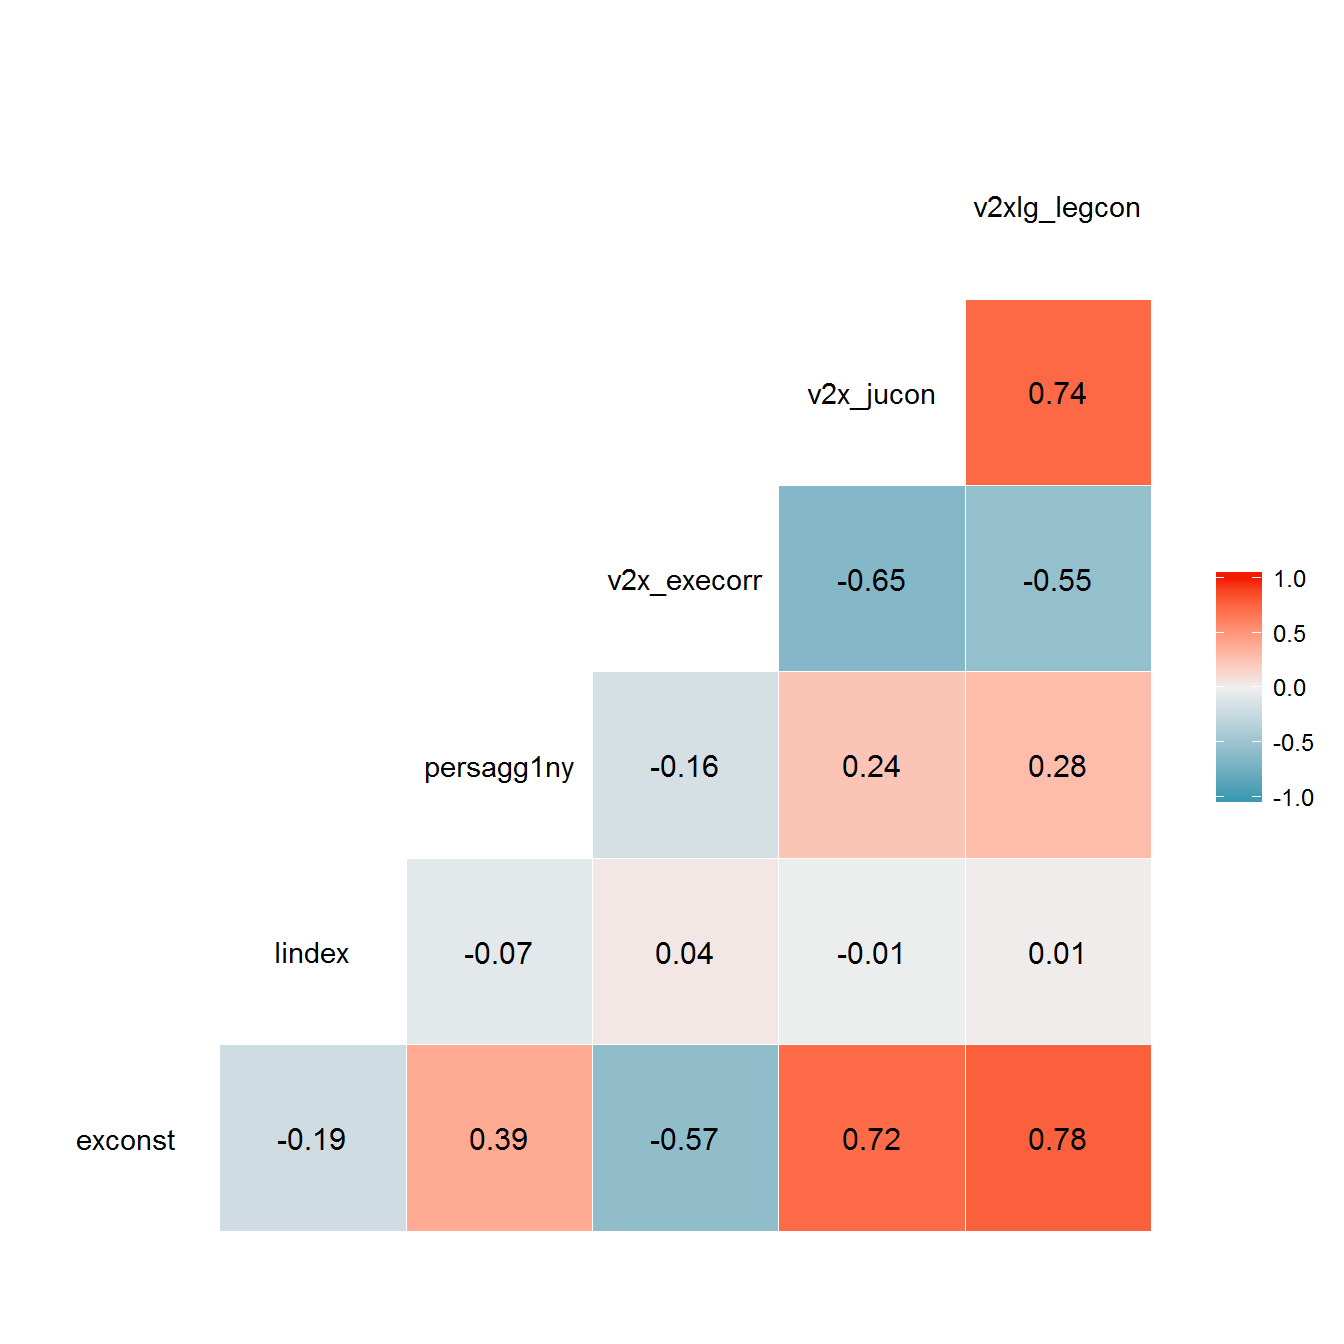 v2xlg_legcon
v2x_jucon 0.74
v2x_execorr -0.65 -0.55
persagg1ny -0.16 0.24 0.28
lindex -0.07 0.04 -0.01 0.01
exconst -0.19 0.39 -0.57 0.72 0.78
1.0
0.5
0.0
-0.5
-1.0